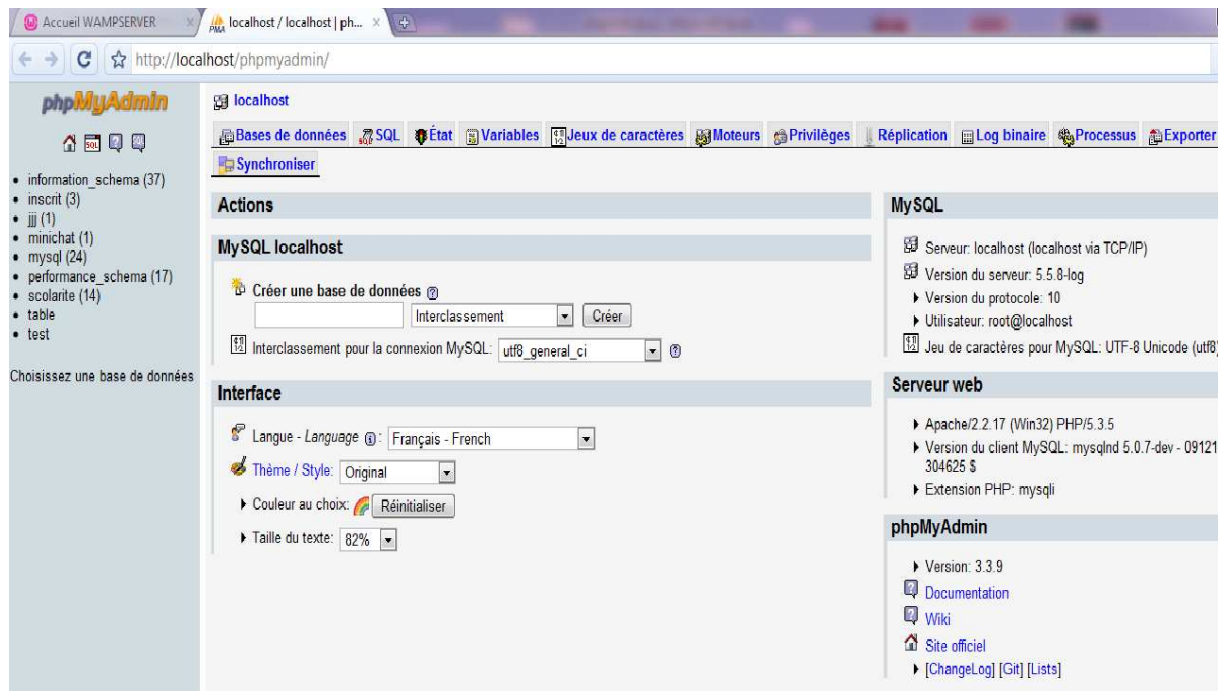 Accueil WAMPSERVER
localhost / localhost | ph...
http://localhost/phpmyadmin/
phpMyAdmin
SQL
information_schema (37)
inscrit (3)
jjj (1)
minichat (1)
mysql (24)
performance_schema (17)
scolarite (14)
table
test
Choisissez une base de données
localhost
Bases de données SQL État Variables Jeux de caractères Moteurs Privilèges Réplication Log binaire Processus Exporter
Synchroniser
Actions
MySQL localhost
Créer une base de données
Interclassement Créer
Interclassement pour la connexion MySQL: utf8_general_ci
Interface
Langue - Language : Français - French
Thème / Style: Original
Couleur au choix: Réinitialiser
Taille du texte: 82%
MySQL
Serveur: localhost (localhost via TCP/IP)
Version du serveur: 5.5.8-log
Version du protocole: 10
Utilisateur: root@localhost
Jeu de caractères pour MySQL: UTF-8 Unicode (utf8)
Serveur web
Apache/2.2.17 (Win32) PHP/5.3.5
Version du client MySQL: mysqlnd 5.0.7-dev - 09121
304625 $
Extension PHP: mysqli
phpMyAdmin
Version: 3.3.9
Documentation
Wiki
Site officiel
[ChangeLog] [Git] [Lists]